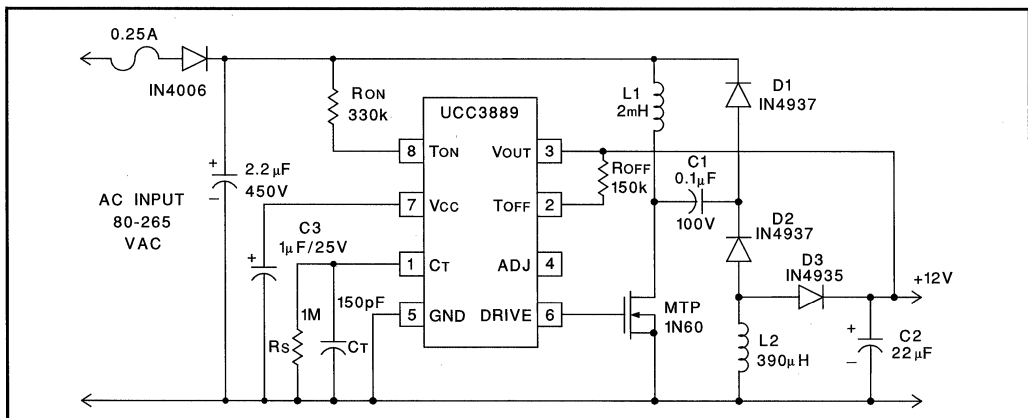 0.25A
IN4006
RON
330k
UCC3889
L1
2mH
D1
IN4937
8
TON
VOUT
3
ROFF
150k
C1
0.1µF
100V
+
2.2µF
450V
–
AC INPUT
80-265
VAC
7
VCC
TOFF
2
D2
IN4937
C3
1µF/25V
+
1
CT
ADJ
4
D3
IN4935
+12V
150pF
1M
RS
CT
5
GND
DRIVE
6
MTP
1N60
L2
390µH
+
–
C2
22µF